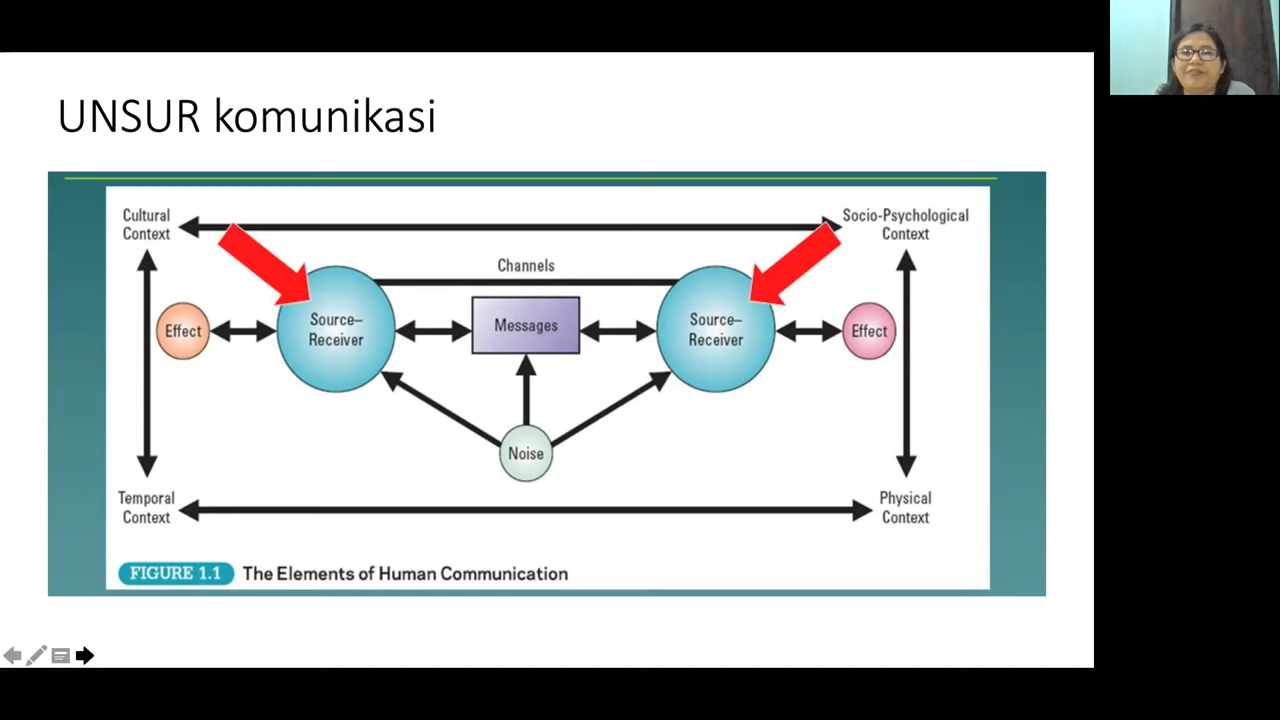 UNSUR komunikasi
Cultural
Context
Socio-Psychological
Context
Channels
Effect
Source–
Receiver
Messages
Source–
Receiver
Effect
Noise
Temporal
Context
Physical
Context
FIGURE 1.1 The Elements of Human Communication